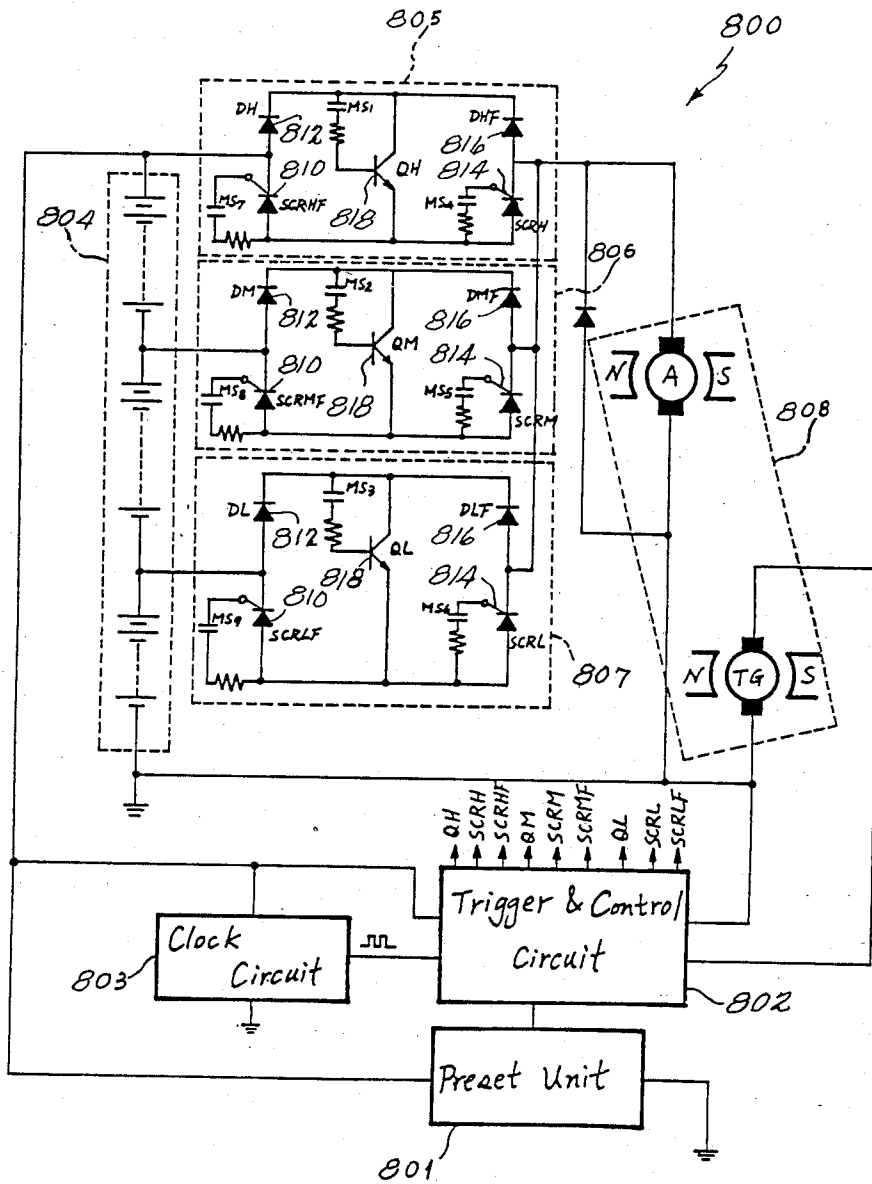 805
800
DH
812
MS1
QH
818
DHF
816
814
810
SCRHF
MS7
MS4
SCRH
804
806
DM
812
MS2
QM
818
DMF
816
814
810
SCRMF
MS8
MS5
SCRM
N
A
S
808
DL
812
MS3
QL
818
DLF
816
814
810
SCRLF
MS9
MS6
SCRL
807
N
TG
S
QH
SCRH
SCRHF
QM
SCRM
SCRMF
QL
SCRL
SCRLF
Clock
Circuit
803
Trigger & Control
Circuit
802
Preset Unit
801